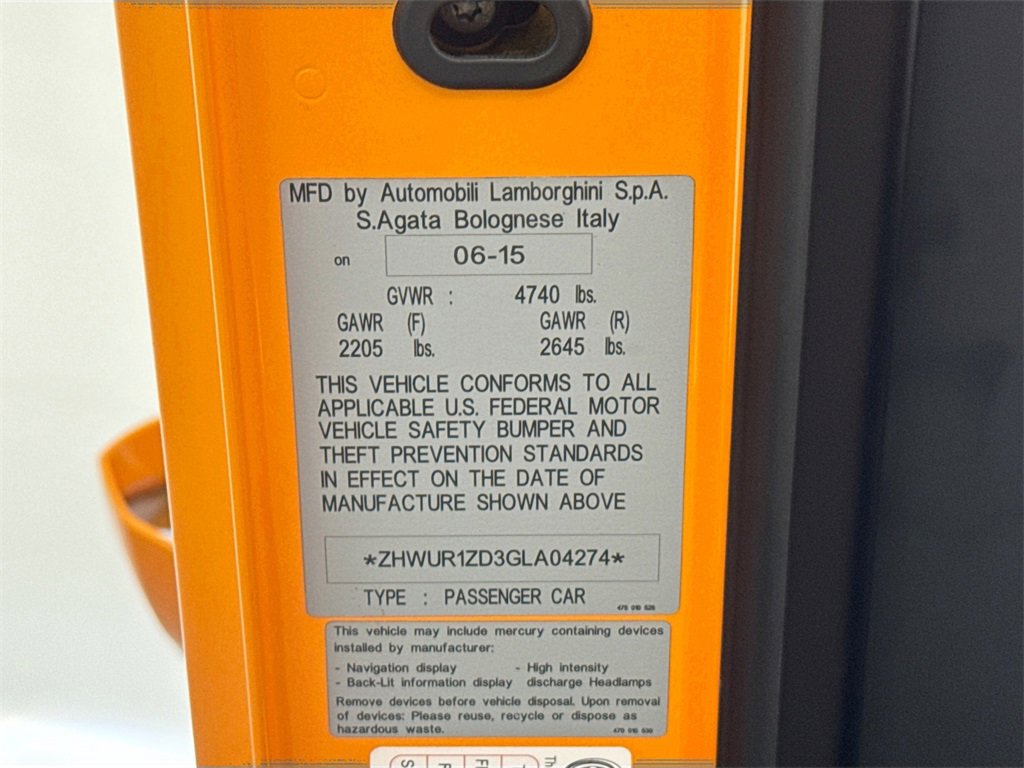 MFD by Automobili Lamborghini S.p.A.
S.Agata Bolognese Italy
on 06-15
GVWR : 4740 lbs.
GAWR (F) GAWR (R)
2205 lbs. 2645 lbs.
THIS VEHICLE CONFORMS TO ALL
APPLICABLE U.S. FEDERAL MOTOR
VEHICLE SAFETY BUMPER AND
THEFT PREVENTION STANDARDS
IN EFFECT ON THE DATE OF
MANUFACTURE SHOWN ABOVE
*ZHWUR1ZD3GLA04274*
TYPE : PASSENGER CAR
This vehicle may include mercury containing devices
installed by manufacturer:
- Navigation display - High intensity
- Back-Lit information display discharge Headlamps
Remove devices before vehicle disposal. Upon removal
of devices: Please reuse, recycle or dispose as
hazardous waste.